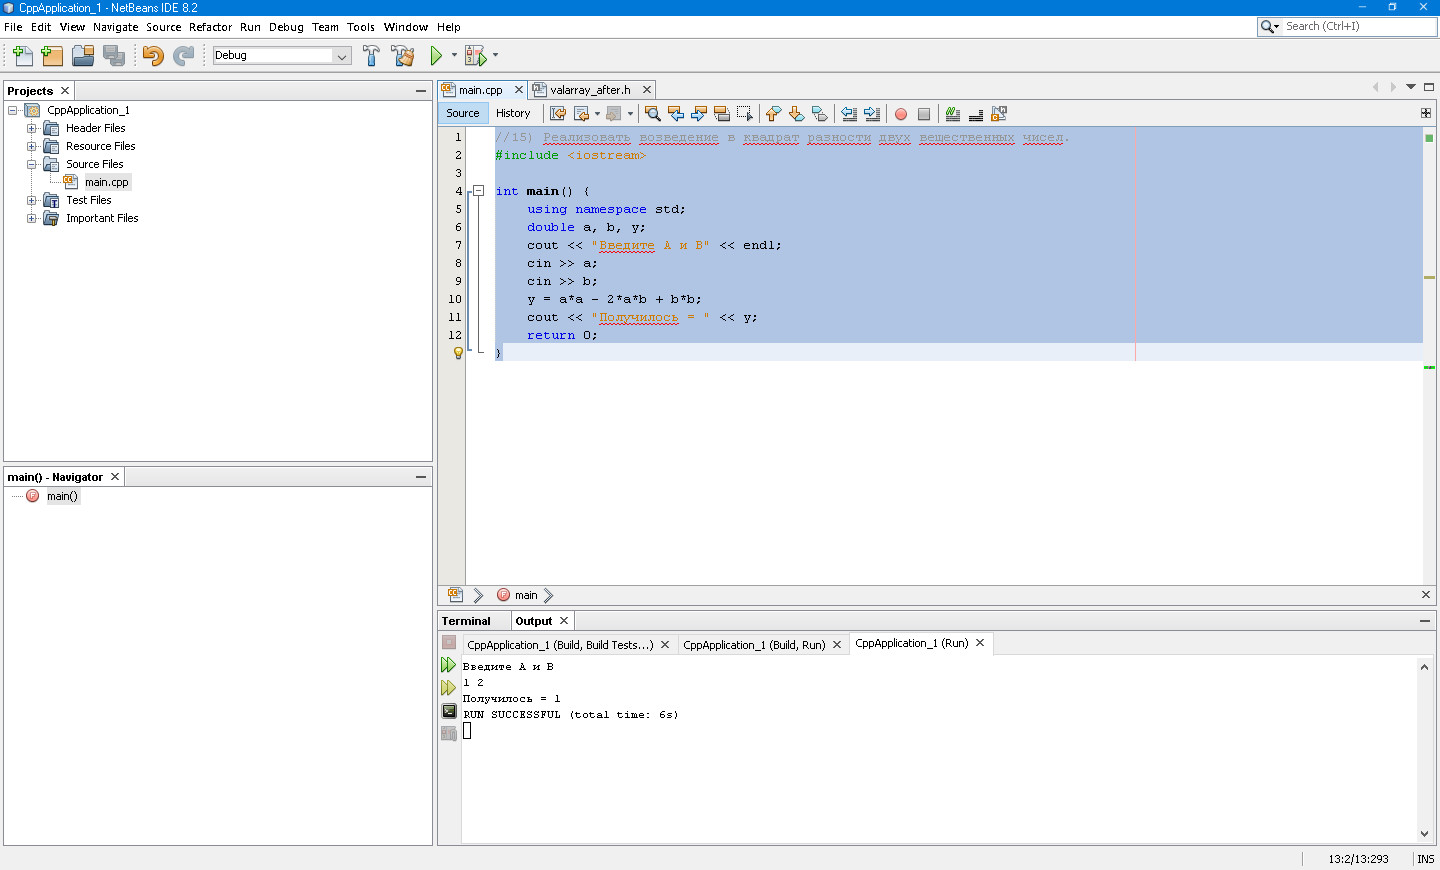 CppApplication_1 - NetBeans IDE 8.2
File Edit View Navigate Source Refactor Run Debug Team Tools Window Help
Search (Ctrl+I)
Debug
Projects
CppApplication_1
Header Files
Resource Files
Source Files
main.cpp
Test Files
Important Files
main() - Navigator
main()
main.cpp
valarray_after.h
Source
History
1 //15) Реализовать возведение в квадрат разности двух вещественных чисел.
2 #include <iostream>
3
4 int main() {
5 using namespace std;
6 double a, b, y;
7 cout << "Введите А и В" << endl;
8 cin >> a;
9 cin >> b;
10 y = a*a - 2*a*b + b*b;
11 cout << "Получилось = " << y;
12 return 0;
}
main
Terminal
Output
CppApplication_1 (Build, Build Tests...)
CppApplication_1 (Build, Run)
CppApplication_1 (Run)
Введите А и В
1 2
Получилось = 1
RUN SUCCESSFUL (total time: 6s)
13:2/13:293
INS